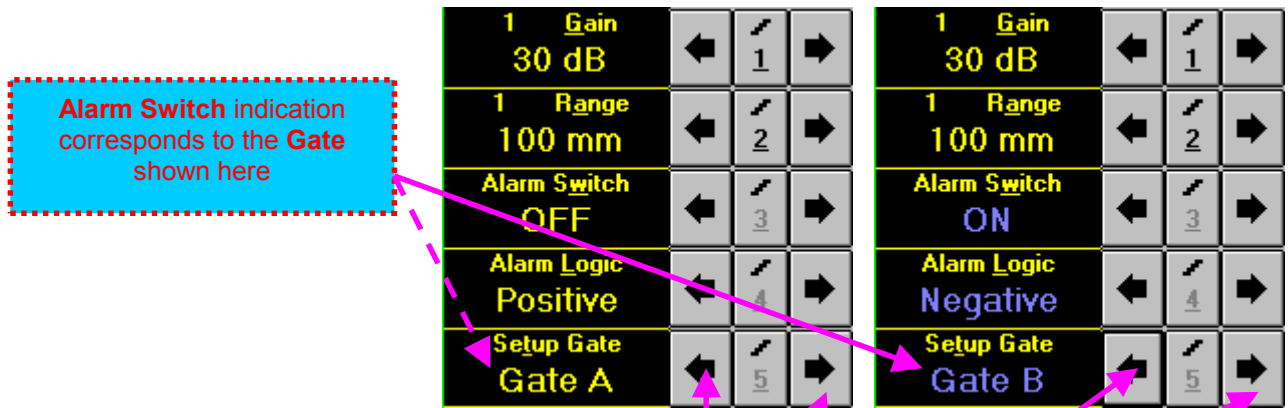 Alarm Switch indication
corresponds to the Gate
shown here
1 Gain
30 dB
1
1 Range
100 mm
2
Alarm Switch
OFF
3
Alarm Logic
Positive
4
Setup Gate
Gate A
5
1 Gain
30 dB
1
1 Range
100 mm
2
Alarm Switch
ON
3
Alarm Logic
Negative
4
Setup Gate
Gate B
5